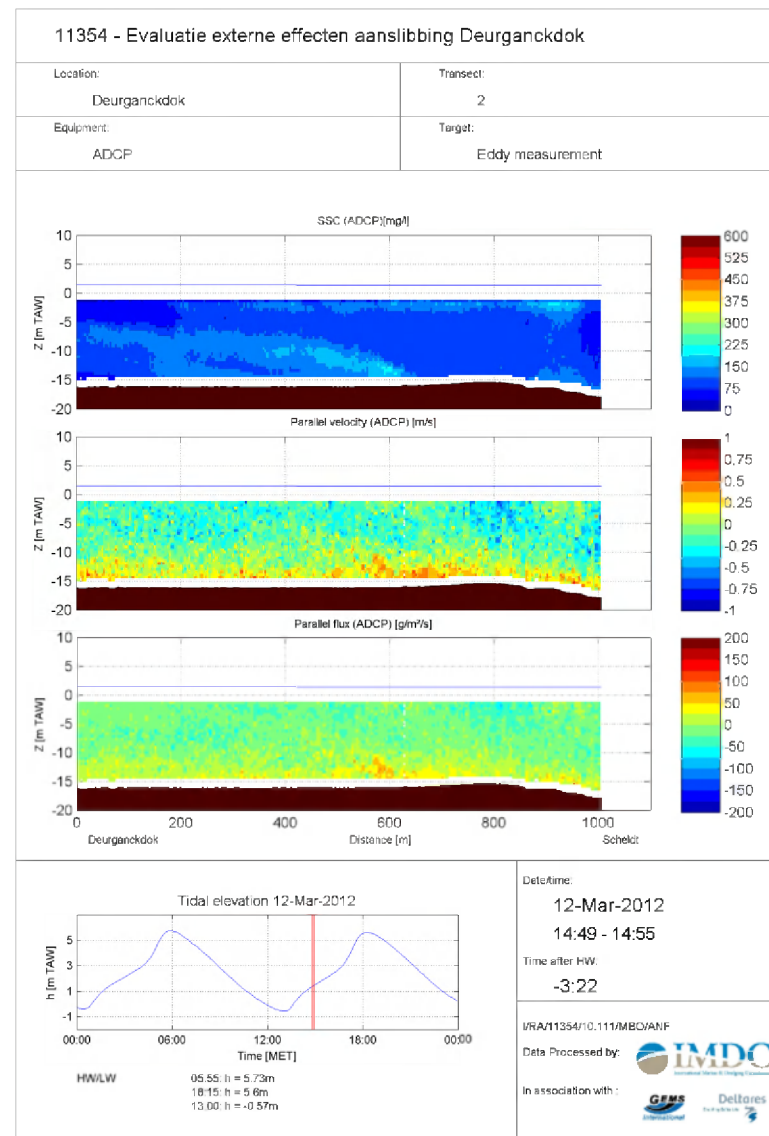 11354 - Evaluatie externe effecten aanslibbing Deurganckdok
Location:
Deurganckdok
Transect:
2
Equipment:
ADCP
Target:
Eddy measurement
SSC (ADCP)[mg/l]
10
5
0
-5
-10
-15
-20
Z [m TAW]
600
525
450
375
300
225
150
75
0
Parallel velocity (ADCP) [m/s]
10
5
0
-5
-10
-15
-20
Z [m TAW]
1
0.75
0.5
0.25
0
-0.25
-0.5
-0.75
-1
Parallel flux (ADCP) [g/m²/s]
10
5
0
-5
-10
-15
-20
Z [m TAW]
200
150
100
50
0
-50
-100
-150
-200
0 200 400 600 800 1000
Deurganckdok Distance [m] Scheldt
Tidal elevation 12-Mar-2012
5
3
1
-1
h [m TAW]
00:00 06:00 12:00 18:00 00:00
Time [MET]
HW/LW
05:55: h = 5.73m
18:15: h = 5.6m
13:00: h = -0.57m
Date/time:
12-Mar-2012
14:49 - 14:55
Time after HW:
-3:22
I/RA/11354/10.111/MBO/ANF
Data Processed by:
IMDC
In association with :
GEMS
International
Deltares